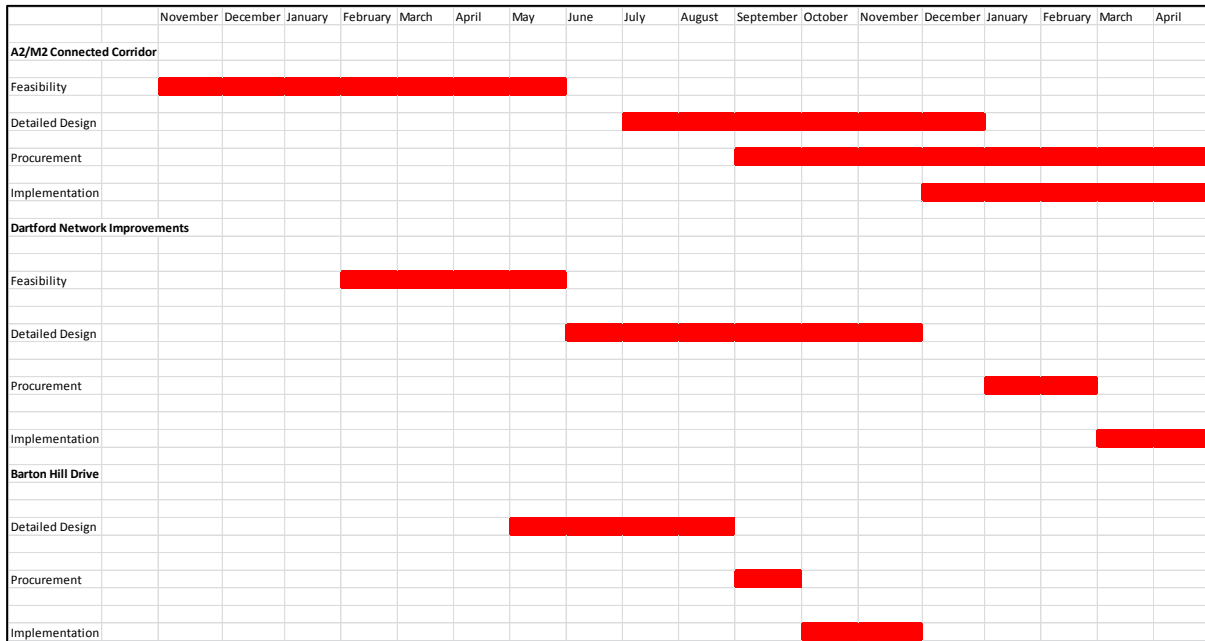 November December January February March April May June July August September October November December January February March April
A2/M2 Connected Corridor
Feasibility
Detailed Design
Procurement
Implementation
Dartford Network Improvements
Feasibility
Detailed Design
Procurement
Implementation
Barton Hill Drive
Detailed Design
Procurement
Implementation